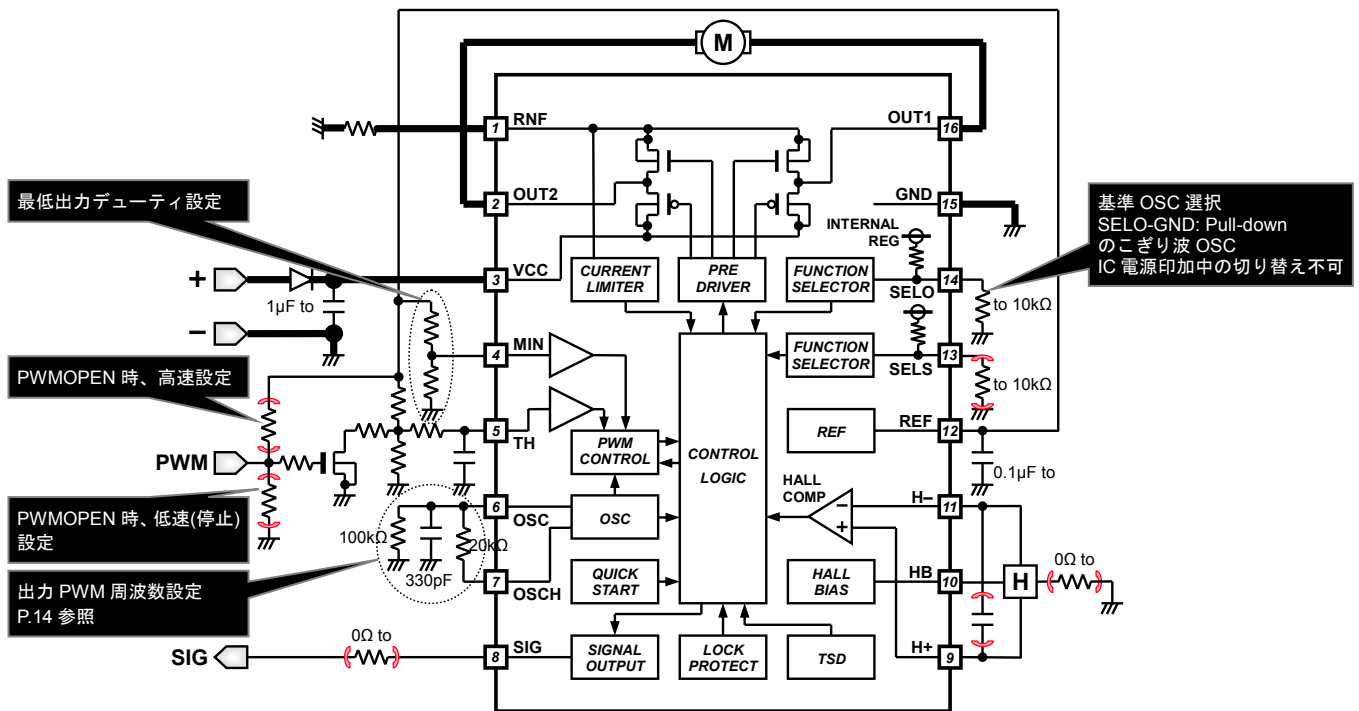 M
1
RNF
OUT1
16
最低出力デューティ設定
2
OUT2
GND
15
基準 OSC 選択
SELO-GND: Pull-down
のこぎり波 OSC
IC 電源印加中の切り替え不可
INTERNAL
REG
+
3
VCC
CURRENT
LIMITER
PRE
DRIVER
FUNCTION
SELECTOR
14
SELO
1μF to
to 10kΩ
−
4
MIN
FUNCTION
SELECTOR
13
SELS
PWMOPEN 時、高速設定
to 10kΩ
5
TH
PWM
CONTROL
CONTROL
LOGIC
REF
REF
12
PWM
0.1μF to
HALL
COMP
H−
11
PWMOPEN 時、低速(停止)
設定
6
OSC
OSC
−
+
100kΩ
20kΩ
330pF
7
OSCH
QUICK
START
HALL
BIAS
HB
10
H
0Ω to
出力 PWM 周波数設定
P.14 参照
SIG
0Ω to
8
SIG
SIGNAL
OUTPUT
LOCK
PROTECT
TSD
H+
9